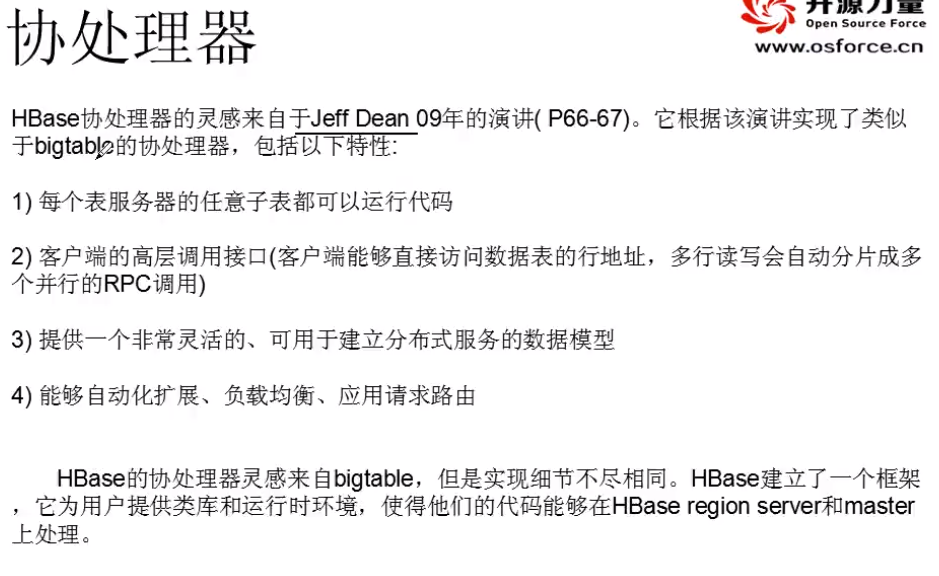 协处理器
开源力量
Open Source Force
www.osforce.cn
HBase协处理器的灵感来自于Jeff Dean 09年的演讲( P66-67)。它根据该演讲实现了类似
于bigtable的协处理器，包括以下特性:
1) 每个表服务器的任意子表都可以运行代码
2) 客户端的高层调用接口(客户端能够直接访问数据表的行地址，多行读写会自动分片成多
个并行的RPC调用)
3) 提供一个非常灵活的、可用于建立分布式服务的数据模型
4) 能够自动化扩展、负载均衡、应用请求路由
HBase的协处理器灵感来自bigtable，但是实现细节不尽相同。HBase建立了一个框架
，它为用户提供类库和运行时环境，使得他们的代码能够在HBase region server和master
上处理。